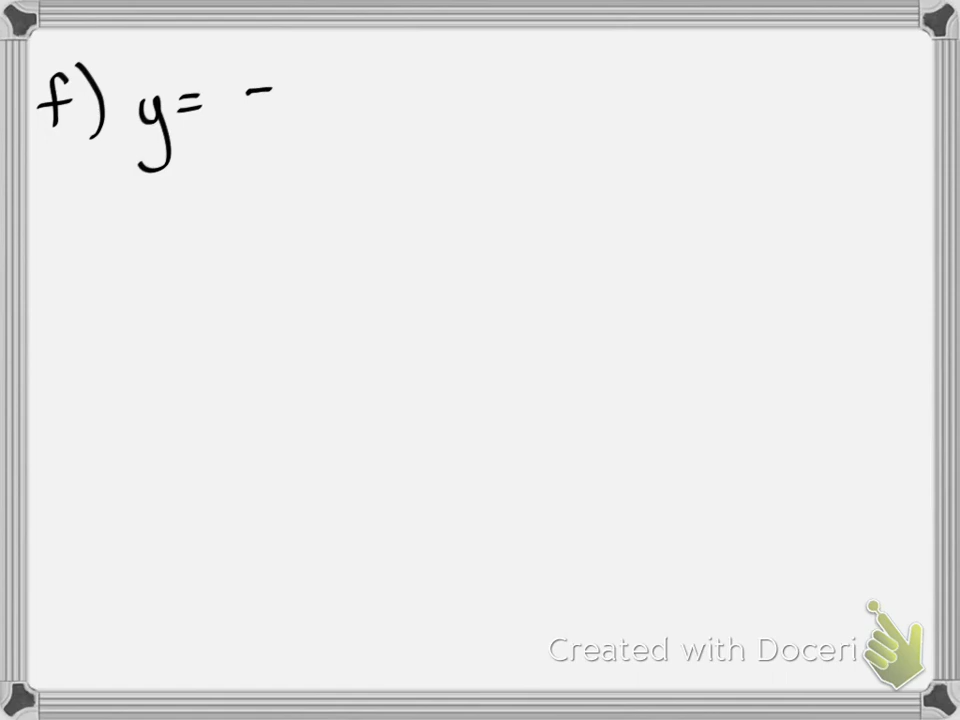 f) y= -
Created with Doceri